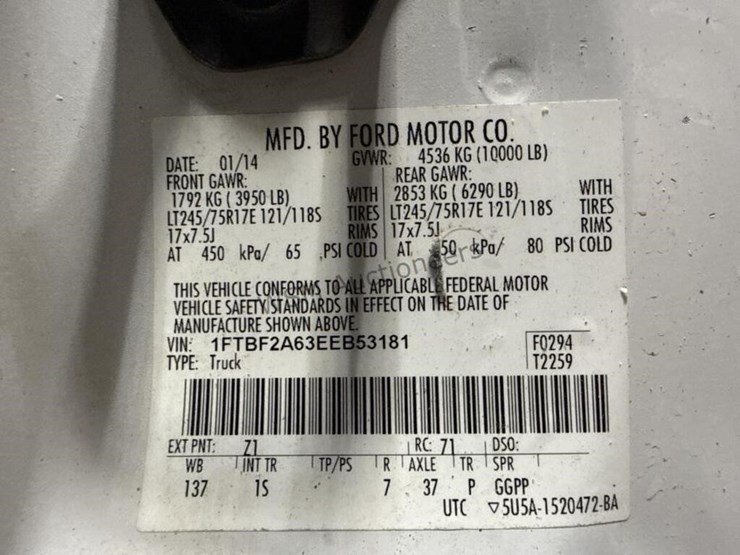 MFD. BY FORD MOTOR CO.
DATE: 01/14 GVWR: 4536 KG (10000 LB)
FRONT GAWR: REAR GAWR:
1792 KG ( 3950 LB) WITH 2853 KG ( 6290 LB) WITH
LT245/75R17E 121/118S TIRES LT245/75R17E 121/118S TIRES
17x7.5J RIMS 17x7.5J RIMS
AT 450 kPa/ 65 PSI COLD AT 50 kPa/ 80 PSI COLD
THIS VEHICLE CONFORMS TO ALL APPLICABLE FEDERAL MOTOR
VEHICLE SAFETY STANDARDS IN EFFECT ON THE DATE OF
MANUFACTURE SHOWN ABOVE.
VIN: 1FTBF2A63EEB53181 F0294
TYPE: Truck T2259
EXT PNT: Z1 RC: 71 DSO:
WB INT TR TP/PS R AXLE TR SPR
137 1S 7 37 P GGPP
UTC ▽5U5A-1520472-BA